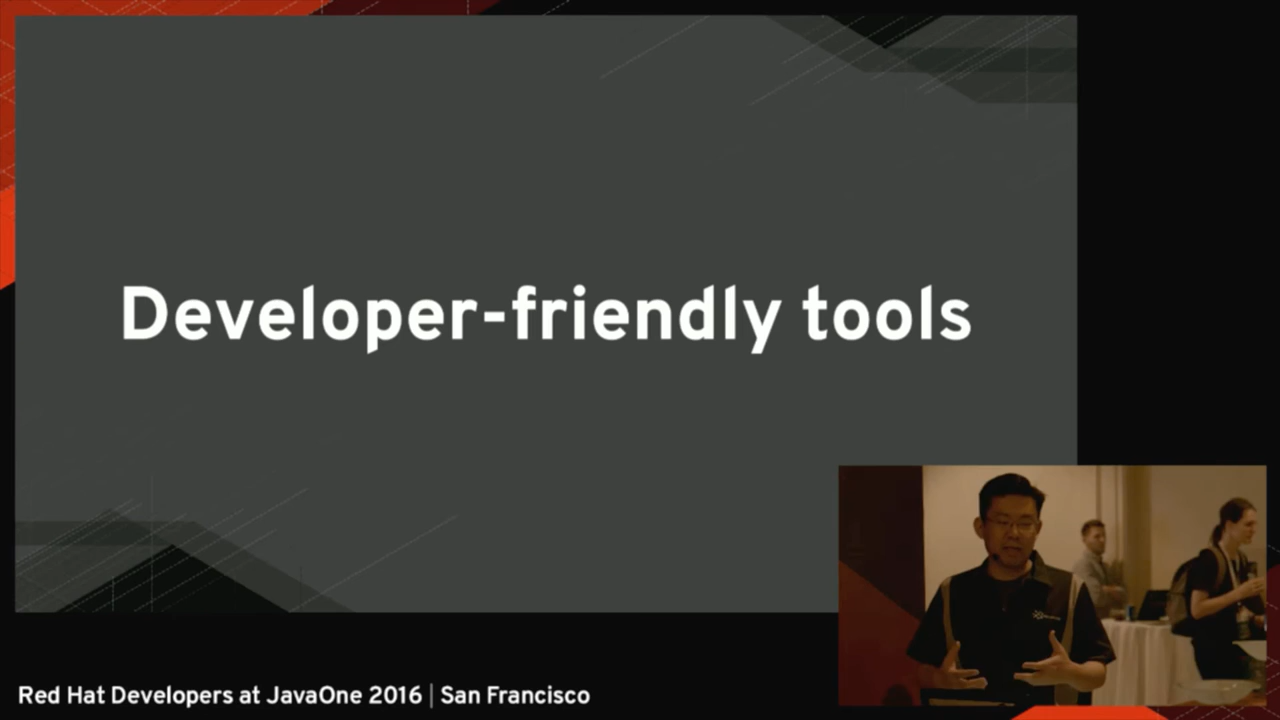 Developer-friendly tools
Red Hat Developers at JavaOne 2016 | San Francisco